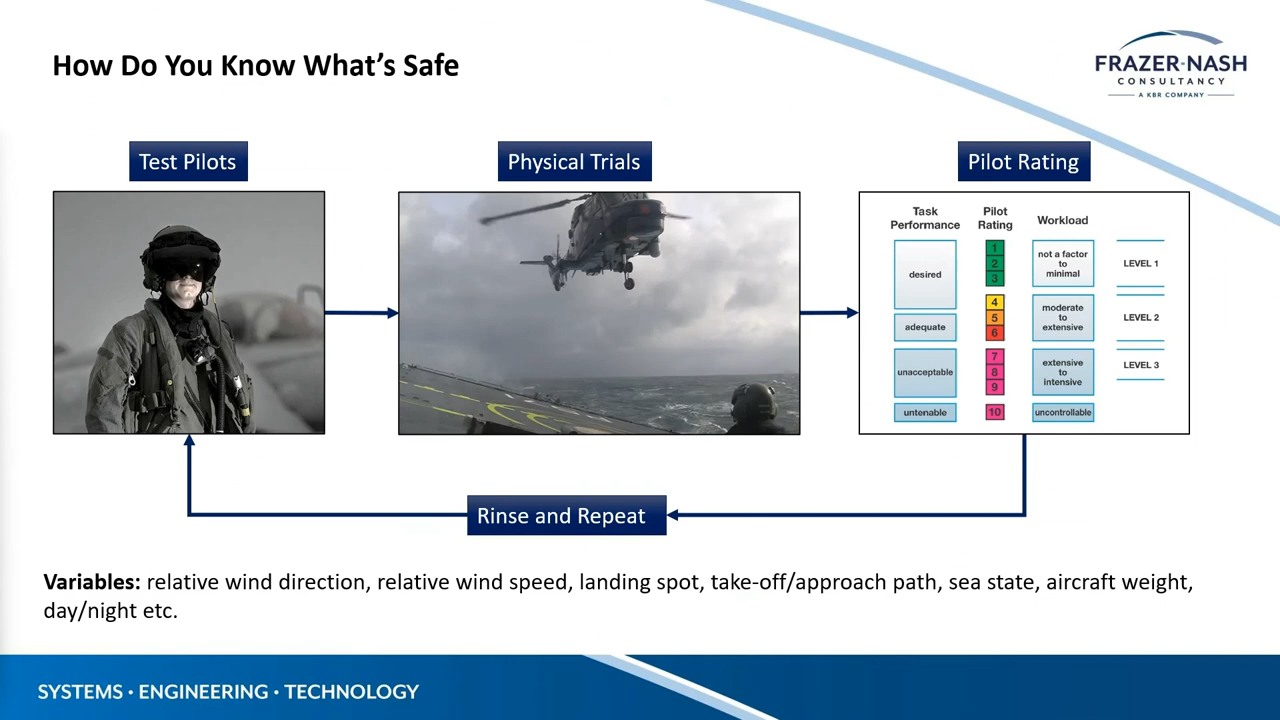 How Do You Know What's Safe
FRAZER-NASH
CONSULTANCY
A KBR COMPANY
Test Pilots
Physical Trials
Pilot Rating
Task
Performance
Pilot
Rating
Workload
desired
1
2
3
not a factor
to
minimal
LEVEL 1
4
5
6
adequate
moderate
to
extensive
LEVEL 2
unacceptable
7
8
9
extensive
to
intensive
LEVEL 3
untenable
10
uncontrollable
Rinse and Repeat
Variables: relative wind direction, relative wind speed, landing spot, take-off/approach path, sea state, aircraft weight,
day/night etc.
SYSTEMS · ENGINEERING · TECHNOLOGY